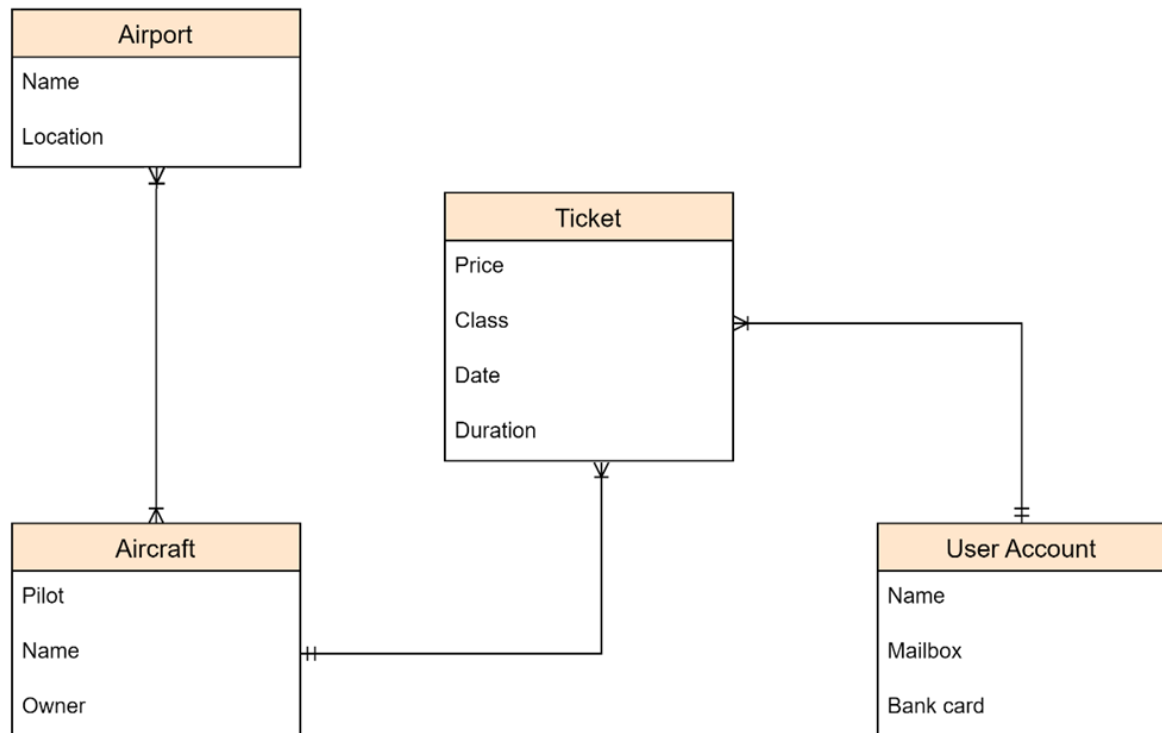 Airport
Name
Location
Ticket
Price
Class
Date
Duration
Aircraft
Pilot
Name
Owner
User Account
Name
Mailbox
Bank card